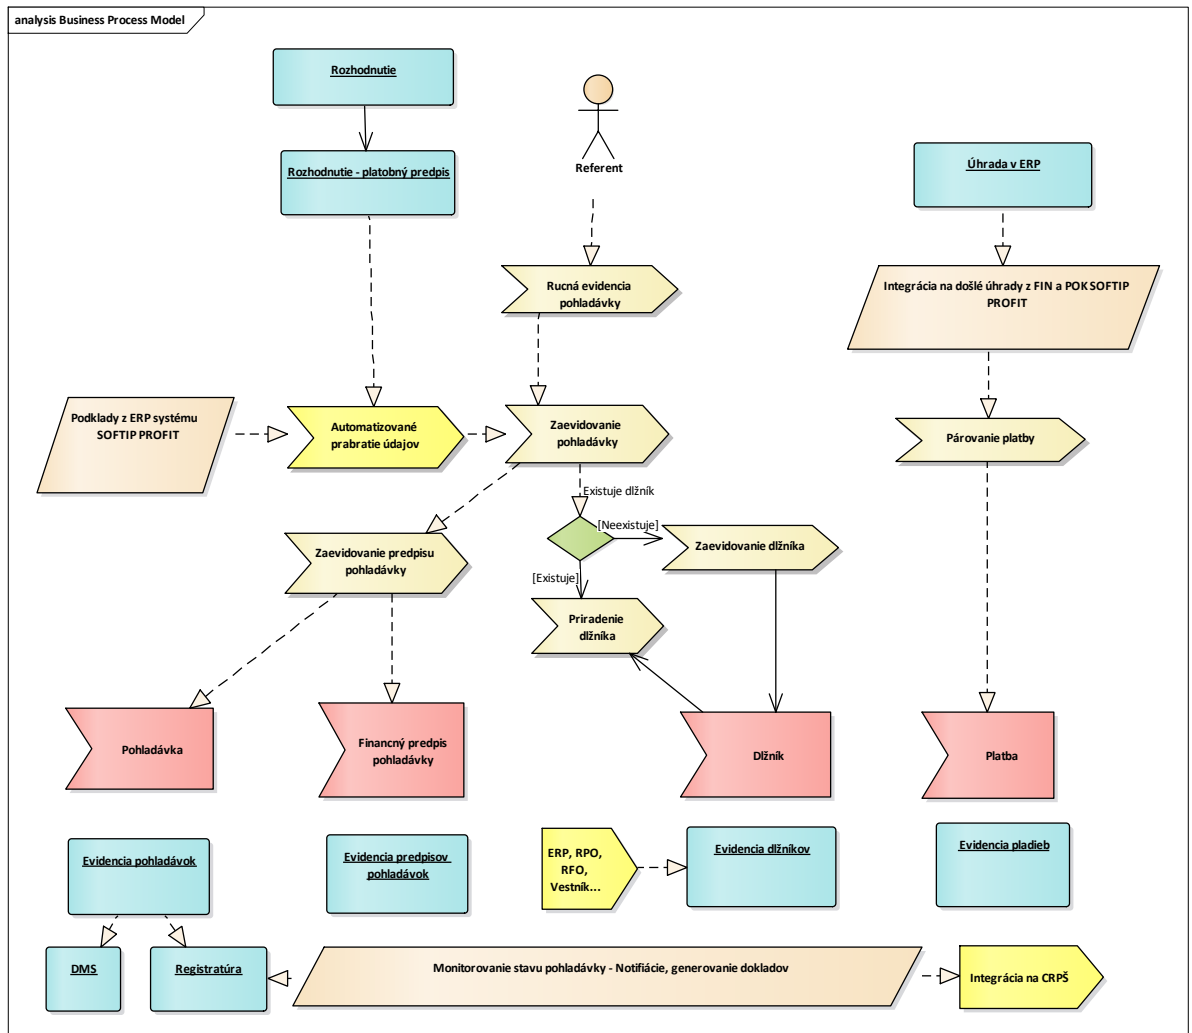 analysis Business Process Model
Rozhodnutie
Referent
Rozhodnutie - platobný predpis
Úhrada v ERP
Rucná evidencia
pohladávky
Integrácia na došlé úhrady z FIN a POK SOFTIP
PROFIT
Podklady z ERP systému
SOFTIP PROFIT
Automatizované
prabratie údajov
Zaevidovanie
pohladávky
Párovanie platby
Existuje dlžník
[Neexistuje]
Zaevidovanie predpisu
pohladávky
Zaevidovanie dlžníka
[Existuje]
Priradenie
dlžníka
Pohladávka
Financný predpis
pohladávky
Dlžník
Platba
Evidencia pohladávok
Evidencia predpisov
pohladávok
ERP, RPO,
RFO,
Vestník...
Evidencia dlžníkov
Evidencia pladieb
DMS
Registratúra
Monitorovanie stavu pohladávky - Notifiácie, generovanie dokladov
Integrácia na CRPŠ